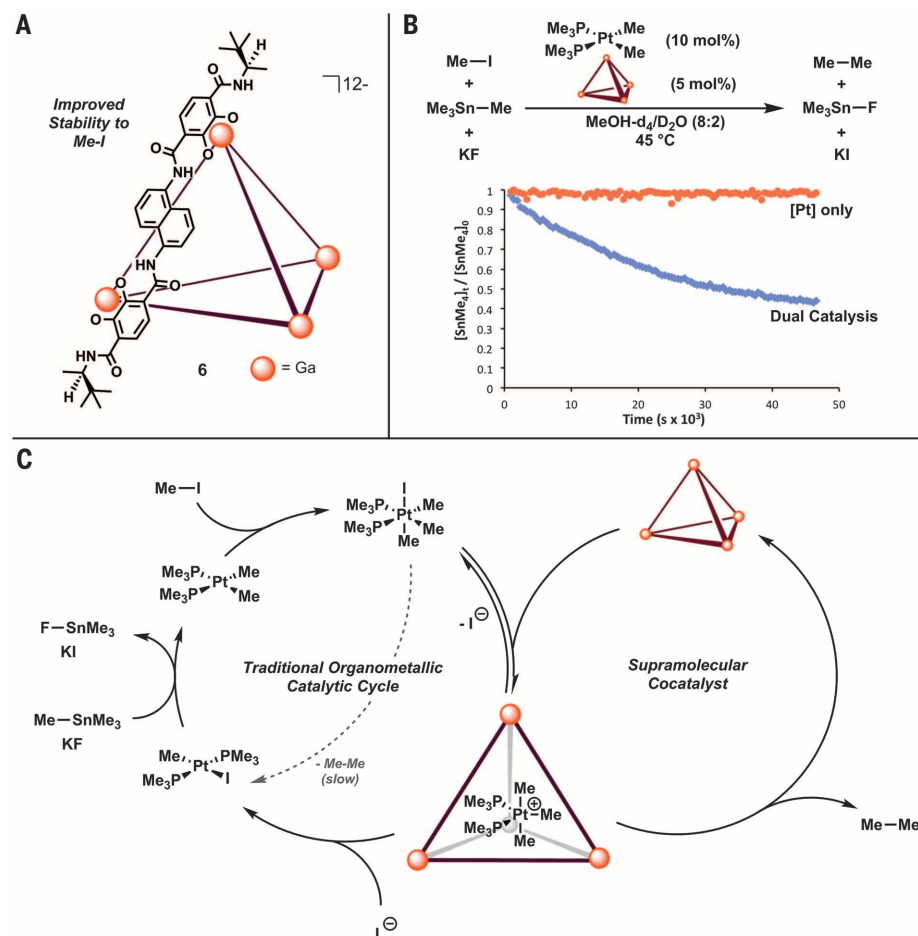 A
Improved
Stability to
Me-I
12-
H
O
HN
O
O
O
NH
HN
O
O
O
HN
O
H
6
= Ga
B
Me—I
+
Me3Sn—Me
+
KF
Me3P
Me3P
Pt
Me
Me
(10 mol%)
(5 mol%)
MeOH-d4/D2O (8:2)
45 °C
Me—Me
+
Me3Sn—F
+
KI
[SnMe4]t / [SnMe4]0
1
0.9
0.8
0.7
0.6
0.5
0.4
0.3
0.2
0.1
0
[Pt] only
Dual Catalysis
0
10
20
30
40
50
Time (s x 10³)
C
Me—I
I
Me3P
Me3P
Pt
Me
Me
Me
Me3P
Me3P
Pt
Me
Me
- I⊖
F—SnMe3
KI
Me—SnMe3
KF
Traditional Organometallic
Catalytic Cycle
Supramolecular
Cocatalyst
Me
Me3P
Pt
PMe3
I
- Me-Me
(slow)
Me3P
Me3P
Me
Pt
⊕
Me
Me
Me—Me
I⊖